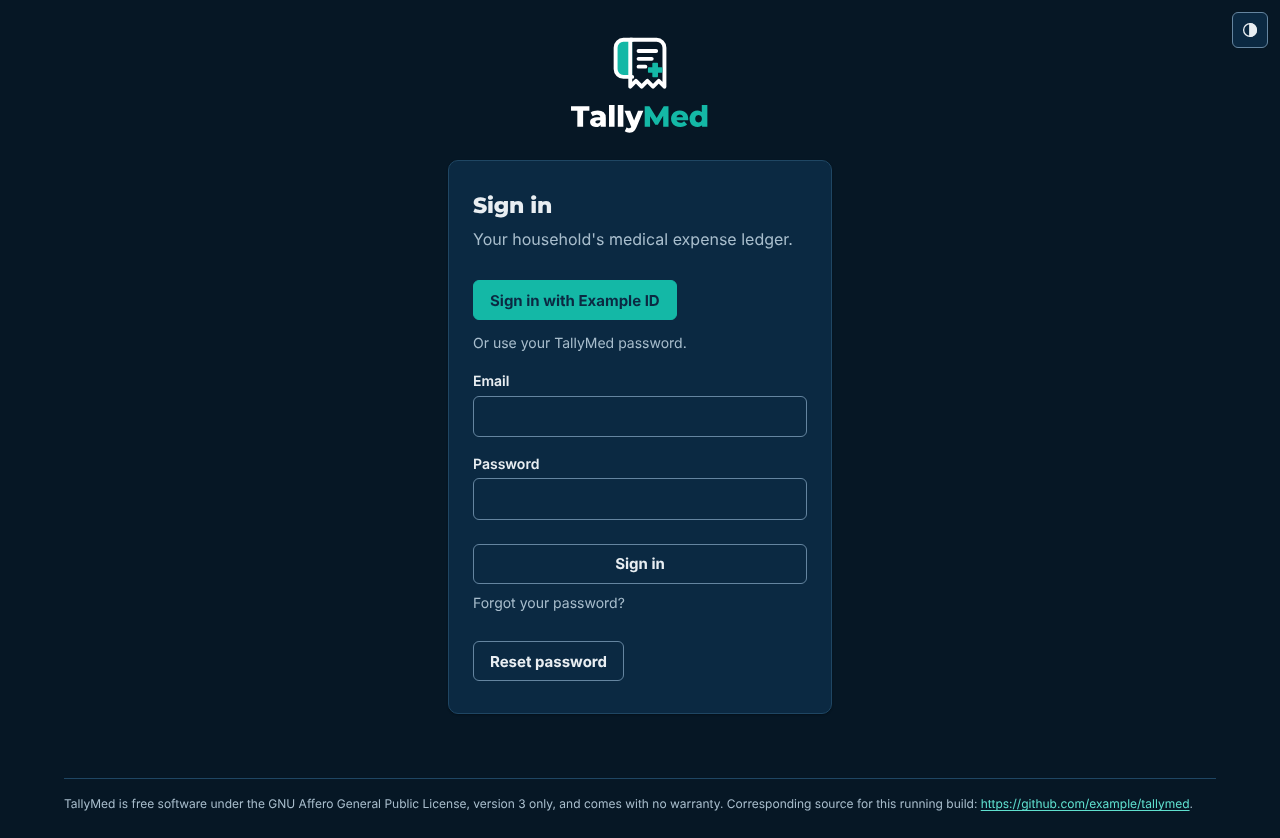 TallyMed
Sign in
Your household's medical expense ledger.
Sign in with Example ID
Or use your TallyMed password.
Email
Password
Sign in
Forgot your password?
Reset password
TallyMed is free software under the GNU Affero General Public License, version 3 only, and comes with no warranty. Corresponding source for this running build: https://github.com/example/tallymed.